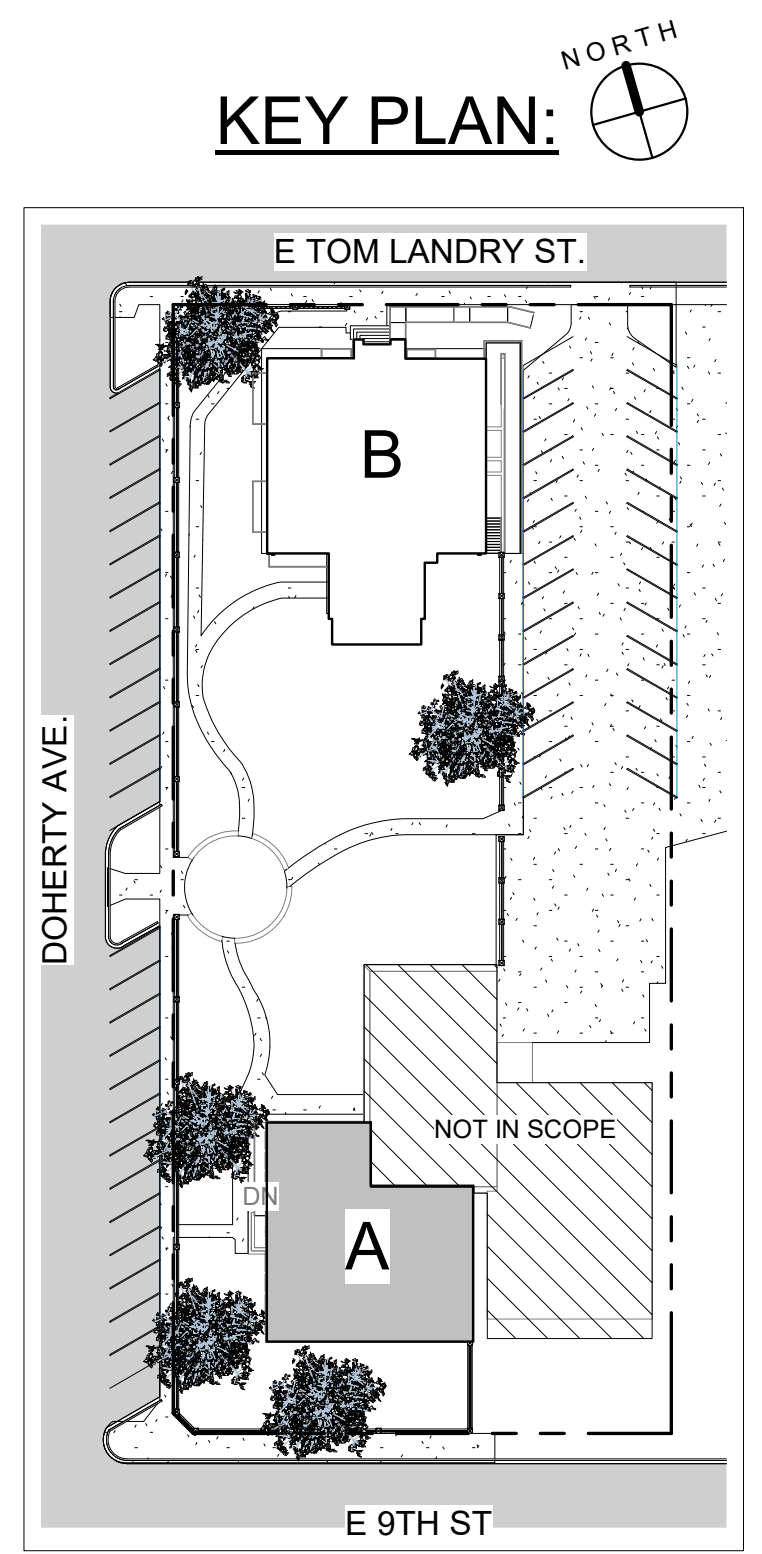 NORTH
KEY PLAN:
E TOM LANDRY ST.
B
DOHERTY AVE.
NOT IN SCOPE
DN
A
E 9TH ST